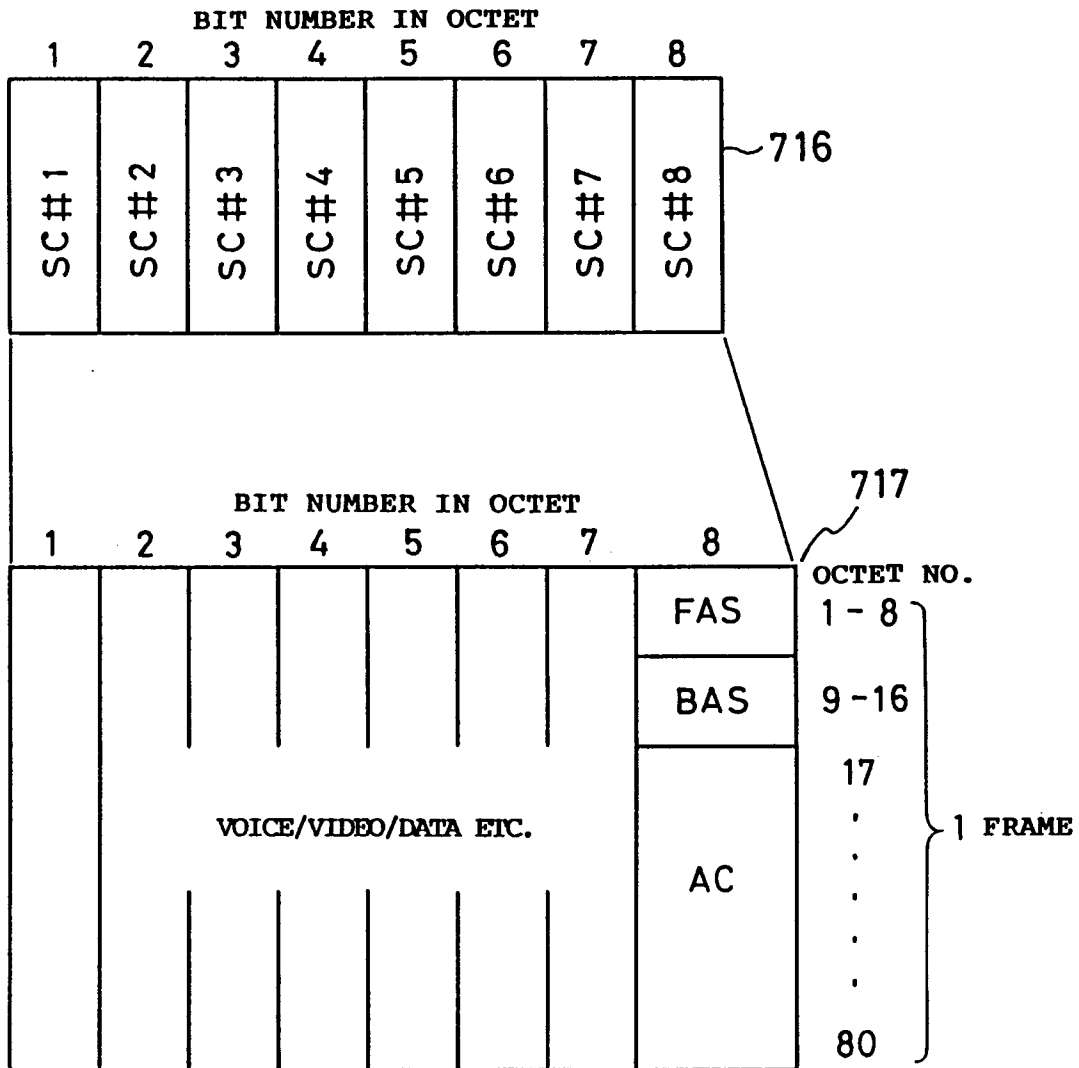 BIT NUMBER IN OCTET
1 2 3 4 5 6 7 8
SC#1 SC#2 SC#3 SC#4 SC#5 SC#6 SC#7 SC#8
716
717
BIT NUMBER IN OCTET
1 2 3 4 5 6 7 8
OCTET NO.
FAS 1-8
BAS 9-16
17
VOICE/VIDEO/DATA ETC.
1 FRAME
AC
80